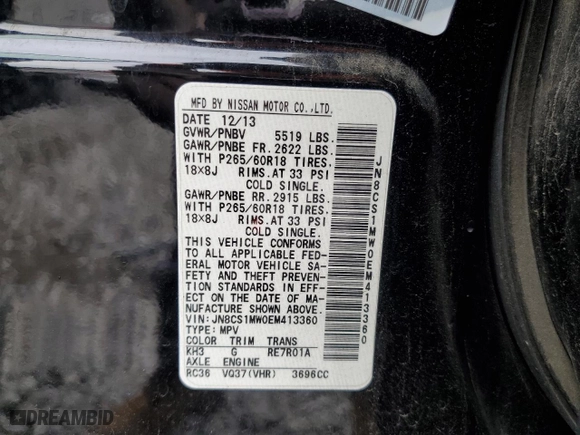 MFD BY NISSAN MOTOR CO.,LTD.
DATE 12/13
GVWR/PNBV 5519 LBS.
GAWR/PNBE FR. 2622 LBS.
WITH P265/60R18 TIRES.
18×8J RIMS.AT 33 PSI
COLD SINGLE.
GAWR/PNBE RR. 2915 LBS.
WITH P265/60R18 TIRES.
18×8J RIMS.AT 33 PSI
COLD SINGLE.
THIS VEHICLE CONFORMS
TO ALL APPLICABLE FED-
ERAL MOTOR VEHICLE SA-
FETY AND THEFT PREVEN-
TION STANDARDS IN EFF-
ECT ON THE DATE OF MA-
NUFACTURE SHOWN ABOVE.
VIN: JN8CS1MW0EM413360
TYPE: MPV
COLOR TRIM TRANS
KH3 G RE7R01A
AXLE ENGINE
RC36 VQ37(VHR) 3696CC
JN8CS1MW0EM413360
DREAMBID